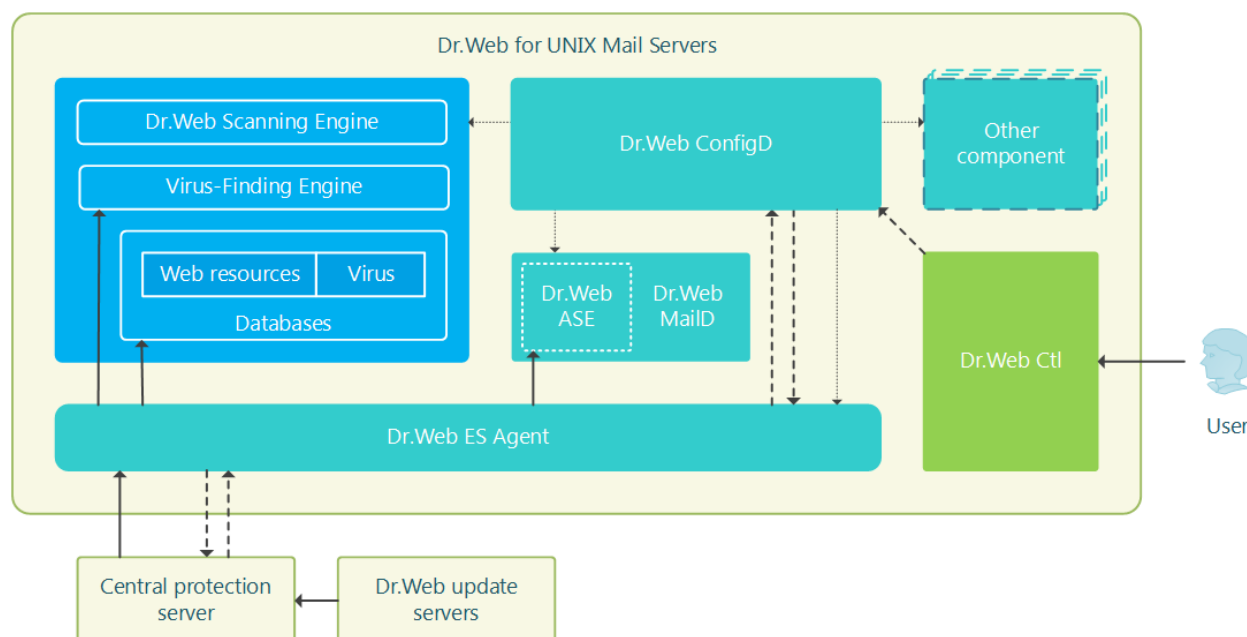 Dr.Web for UNIX Mail Servers
Dr.Web Scanning Engine
Virus-Finding Engine
Web resources
Virus
Databases
Dr.Web ConfigD
Other
component
Dr.Web
ASE
Dr.Web
MailD
Dr.Web Ctl
User
Dr.Web ES Agent
Central protection
server
Dr.Web update
servers